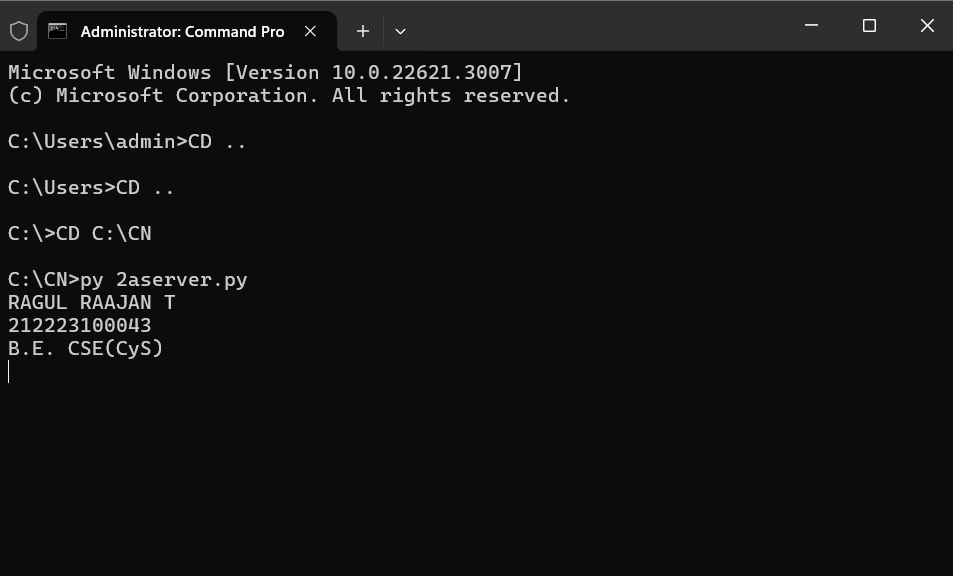 Administrator: Command Pro
Microsoft Windows [Version 10.0.22621.3007]
(c) Microsoft Corporation. All rights reserved.
C:\Users\admin>CD ..
C:\Users>CD ..
C:\>CD C:\CN
C:\CN>py 2aserver.py
RAGUL RAAJAN T
212223100043
B.E. CSE(CyS)